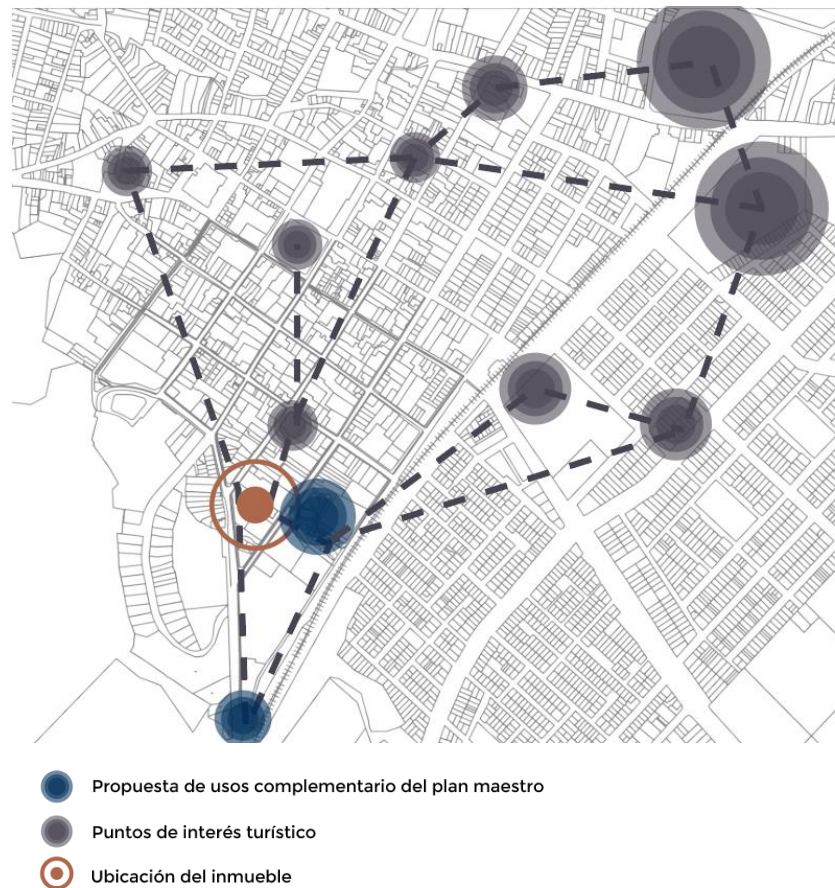 Propuesta de usos complementario del plan maestro
Puntos de interés turístico
Ubicación del inmueble